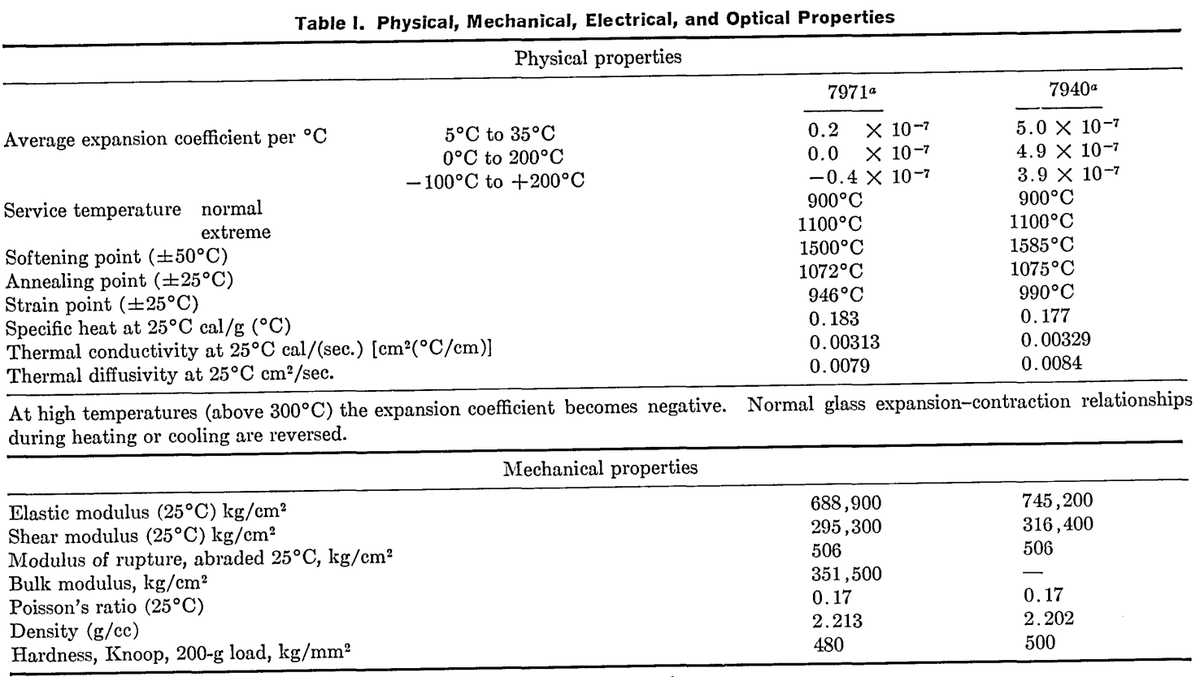 Table I. Physical, Mechanical, Electrical, and Optical Properties
Physical properties
7971ᵃ 7940ᵃ
Average expansion coefficient per °C 5°C to 35°C 0.2 × 10⁻⁷ 5.0 × 10⁻⁷
0°C to 200°C 0.0 × 10⁻⁷ 4.9 × 10⁻⁷
−100°C to +200°C −0.4 × 10⁻⁷ 3.9 × 10⁻⁷
Service temperature normal 900°C 900°C
extreme 1100°C 1100°C
Softening point (±50°C) 1500°C 1585°C
Annealing point (±25°C) 1072°C 1075°C
Strain point (±25°C) 946°C 990°C
Specific heat at 25°C cal/g (°C) 0.183 0.177
Thermal conductivity at 25°C cal/(sec.) [cm²(°C/cm)] 0.00313 0.00329
Thermal diffusivity at 25°C cm²/sec. 0.0079 0.0084
At high temperatures (above 300°C) the expansion coefficient becomes negative. Normal glass expansion–contraction relationships
during heating or cooling are reversed.
Mechanical properties
Elastic modulus (25°C) kg/cm² 688,900 745,200
Shear modulus (25°C) kg/cm² 295,300 316,400
Modulus of rupture, abraded 25°C, kg/cm² 506 506
Bulk modulus, kg/cm² 351,500 —
Poisson's ratio (25°C) 0.17 0.17
Density (g/cc) 2.213 2.202
Hardness, Knoop, 200-g load, kg/mm² 480 500